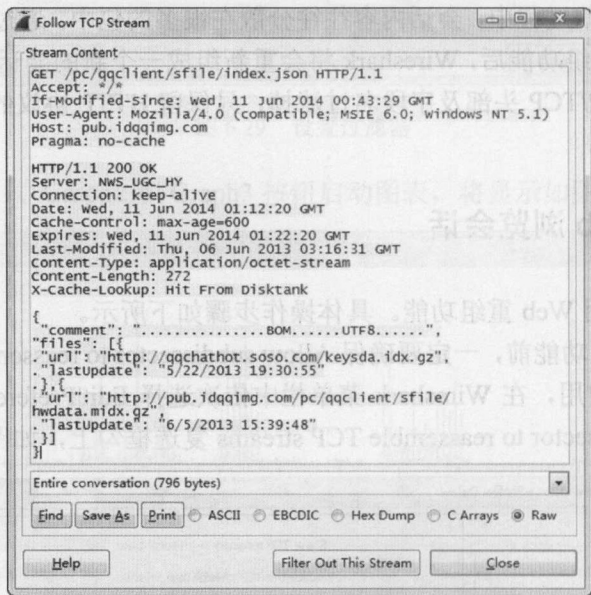 Follow TCP Stream
Stream Content
GET /pc/qqclient/sfile/index.json HTTP/1.1
Accept: */*
If-Modified-Since: Wed, 11 Jun 2014 00:43:29 GMT
User-Agent: Mozilla/4.0 (compatible; MSIE 6.0; Windows NT 5.1)
Host: pub.idqqimg.com
Pragma: no-cache
HTTP/1.1 200 OK
Server: NWS_UGC_HY
Connection: keep-alive
Date: Wed, 11 Jun 2014 01:12:20 GMT
Cache-Control: max-age=600
Expires: Wed, 11 Jun 2014 01:22:20 GMT
Last-Modified: Thu, 06 Jun 2013 03:16:31 GMT
Content-Type: application/octet-stream
Content-Length: 272
X-Cache-Lookup: Hit From Disktank
{
."comment": "................BOM......UTF8......",
"files": [{
."url": "http://qqchathorse.qq.com/keysda.idx.gz",
."lastUpdate": "5/22/2013 19:30:55"
.},{
."url": "http://pub.idqqimg.com/pc/qqclient/sfile/
hwdata.midx.gz",
."lastUpdate": "6/5/2013 15:39:48"
.}]
}
Entire conversation (796 bytes)
Find Save As Print ASCII EBCDIC Hex Dump C Arrays Raw
Help Filter Out This Stream Close